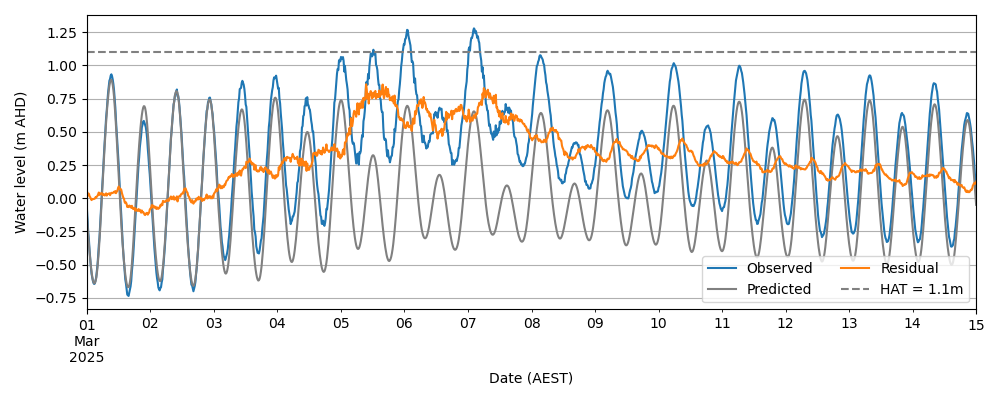 Water level (m AHD)
1.25
1.00
0.75
0.50
0.25
0.00
−0.25
−0.50
−0.75
Observed
Predicted
Residual
HAT = 1.1m
01 02 03 04 05 06 07 08 09 10 11 12 13 14 15
Mar
2025
Date (AEST)